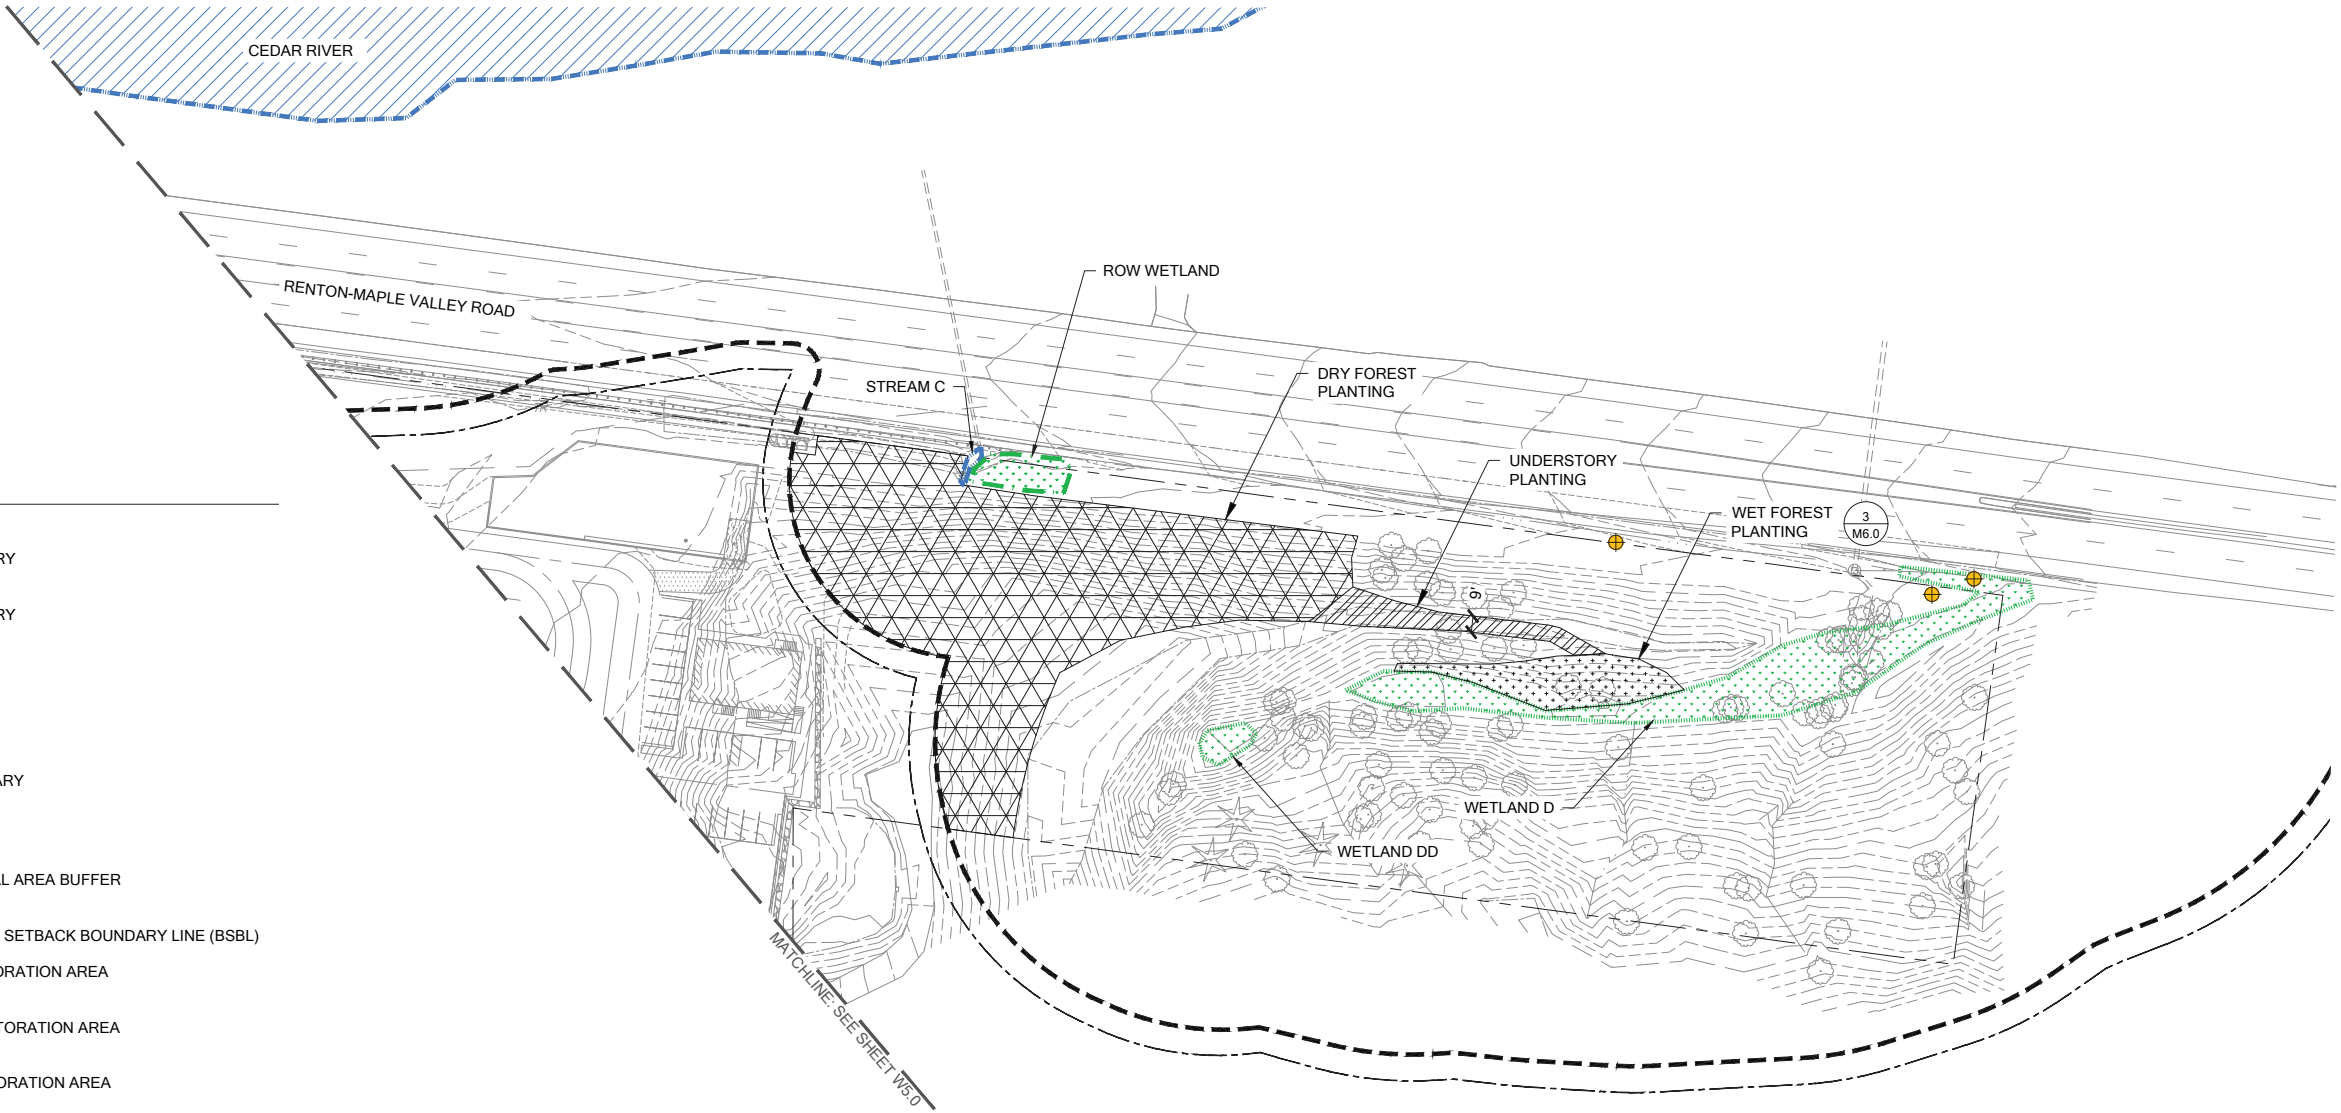 CEDAR RIVER
ROW WETLAND
RENTON-MAPLE VALLEY ROAD
STREAM C
DRY FOREST
PLANTING
UNDERSTORY
PLANTING
WET FOREST
PLANTING
3
M6.0
9'
RY
RY
ARY
WETLAND D
WETLAND DD
L AREA BUFFER
SETBACK BOUNDARY LINE (BSBL)
ORATION AREA
TORATION AREA
ORATION AREA
MATCHLINE: SEE SHEET W5.0